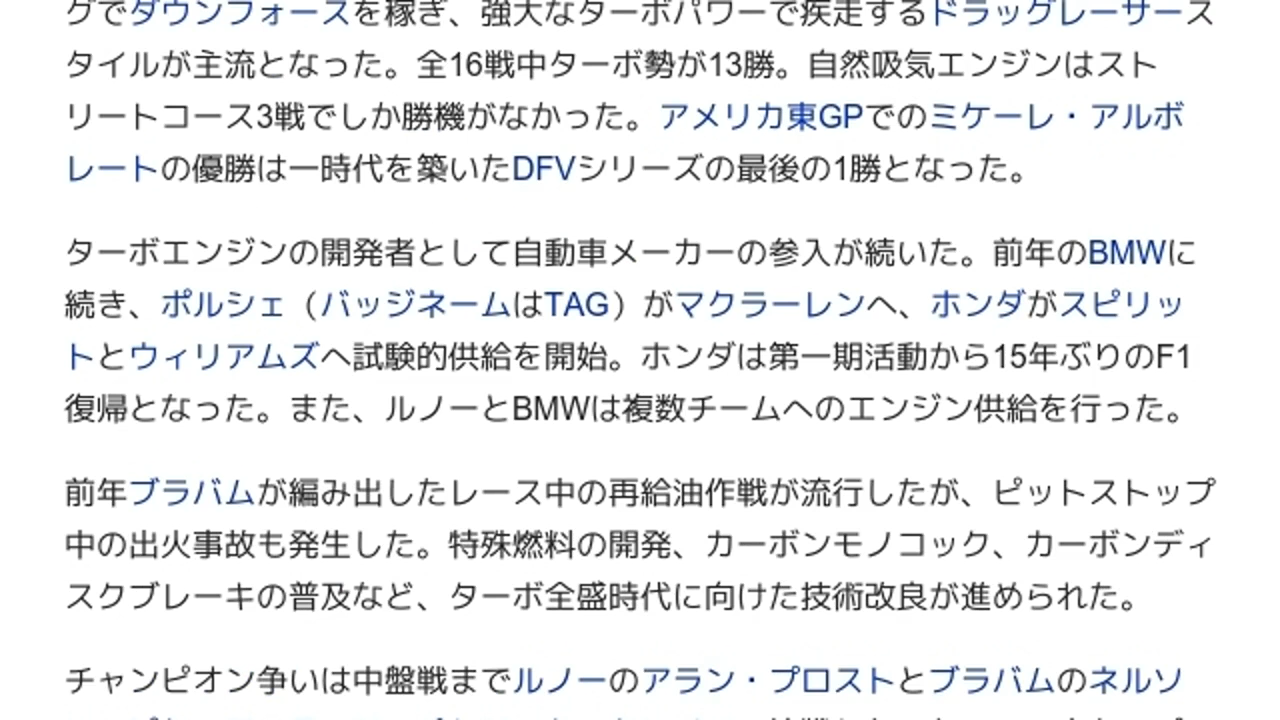 グでダウンフォースを稼ぎ、強大なターボパワーで疾走するドラッグレーサース
タイルが主流となった。全16戦中ターボ勢が13勝。自然吸気エンジンはスト
リートコース3戦でしか勝機がなかった。アメリカ東GPでのミケーレ・アルボ
レートの優勝は一時代を築いたDFVシリーズの最後の1勝となった。
ターボエンジンの開発者として自動車メーカーの参入が続いた。前年のBMWに
続き、ポルシェ（バッジネームはTAG）がマクラーレンへ、ホンダがスピリッ
トとウィリアムズへ試験的供給を開始。ホンダは第一期活動から15年ぶりのF1
復帰となった。また、ルノーとBMWは複数チームへのエンジン供給を行った。
前年ブラバムが編み出したレース中の再給油作戦が流行したが、ピットストップ
中の出火事故も発生した。特殊燃料の開発、カーボンモノコック、カーボンディ
スクブレーキの普及など、ターボ全盛時代に向けた技術改良が進められた。
チャンピオン争いは中盤戦までルノーのアラン・プロストとブラバムのネルソ